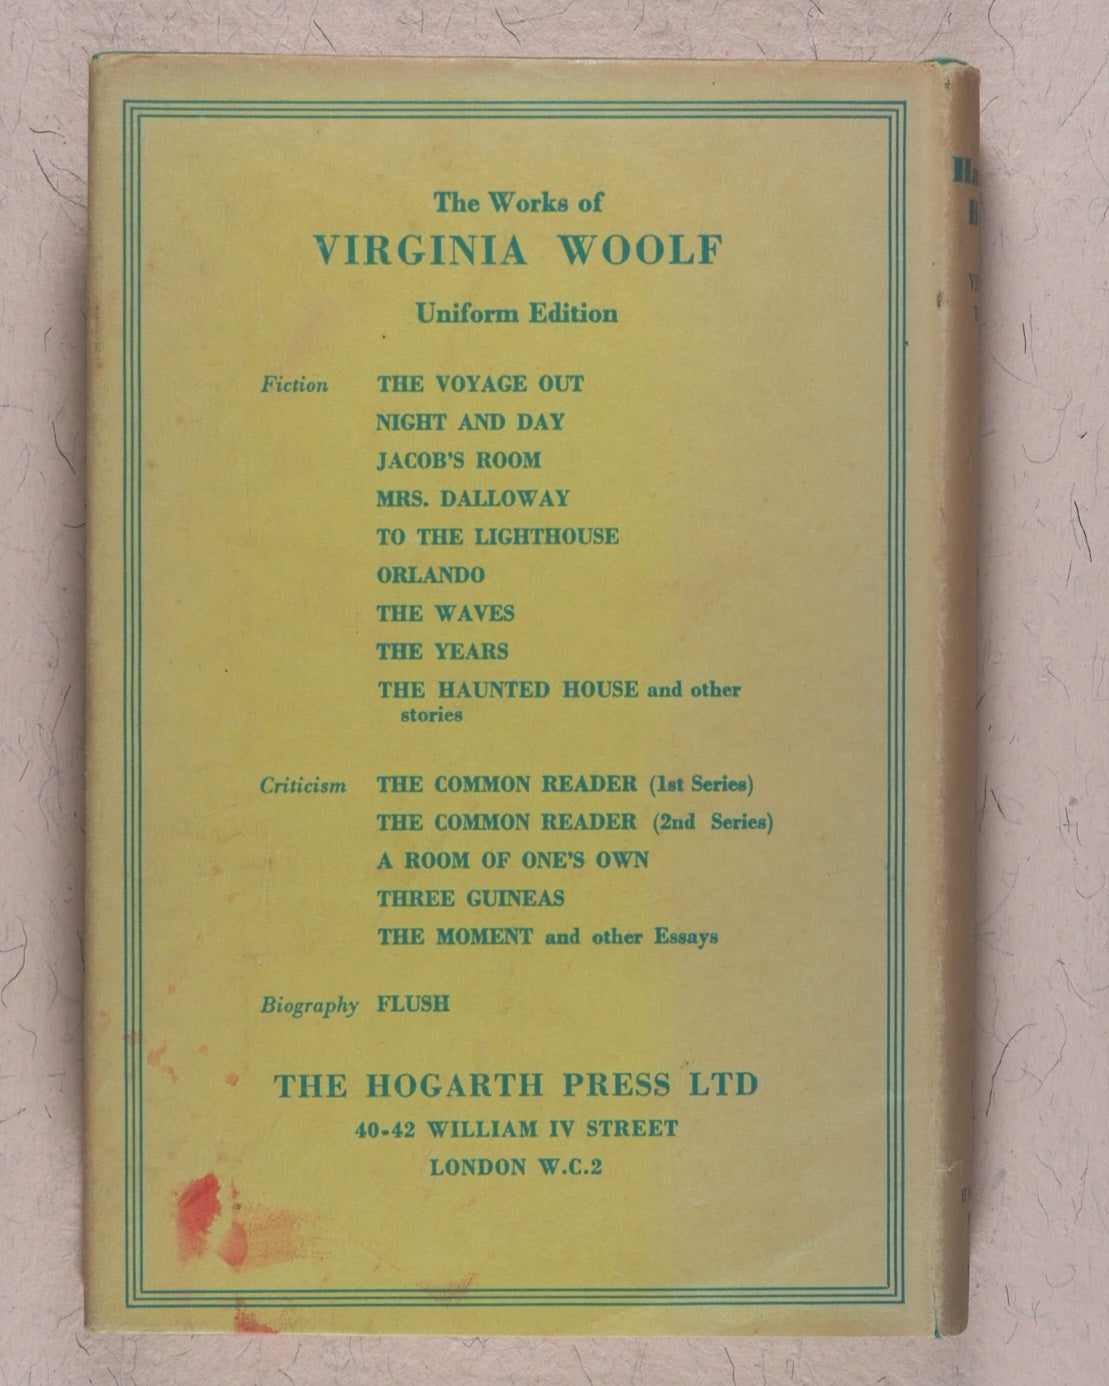 The Works of
VIRGINIA WOOLF
Uniform Edition
Fiction THE VOYAGE OUT
NIGHT AND DAY
JACOB'S ROOM
MRS. DALLOWAY
TO THE LIGHTHOUSE
ORLANDO
THE WAVES
THE YEARS
THE HAUNTED HOUSE and other
stories
Criticism THE COMMON READER (1st Series)
THE COMMON READER (2nd Series)
A ROOM OF ONE'S OWN
THREE GUINEAS
THE MOMENT and other Essays
Biography FLUSH
THE HOGARTH PRESS LTD
40-42 WILLIAM IV STREET
LONDON W.C.2